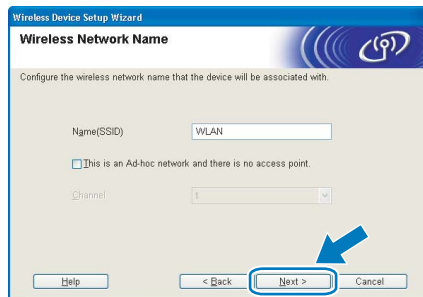 Wireless Device Setup Wizard
Wireless Network Name
Configure the wireless network name that the device will be associated with.
Name(SSID) WLAN
This is an Ad-hoc network and there is no access point.
Channel 1
Help < Back Next > Cancel